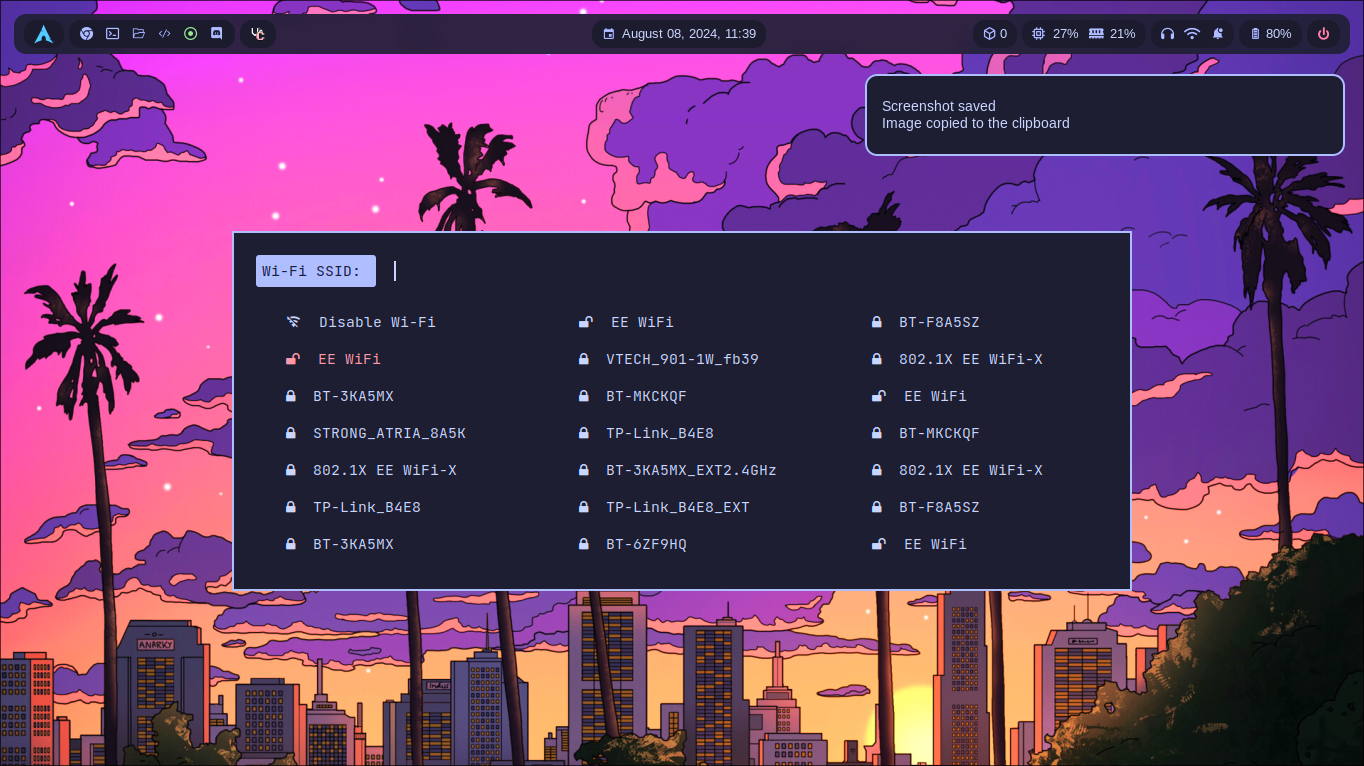 August 08, 2024, 11:39
0
27%
21%
80%
Screenshot saved
Image copied to the clipboard
Wi-Fi SSID:
Disable Wi-Fi
EE WiFi
BT-F8A5SZ
EE WiFi
VTECH_901-1W_fb39
802.1X EE WiFi-X
BT-3KA5MX
BT-MKCKQF
EE WiFi
STRONG_ATRIA_8A5K
TP-Link_B4E8
BT-MKCKQF
802.1X EE WiFi-X
BT-3KA5MX_EXT2.4GHz
802.1X EE WiFi-X
TP-Link_B4E8
TP-Link_B4E8_EXT
BT-F8A5SZ
BT-3KA5MX
BT-6ZF9HQ
EE WiFi
ANARKY